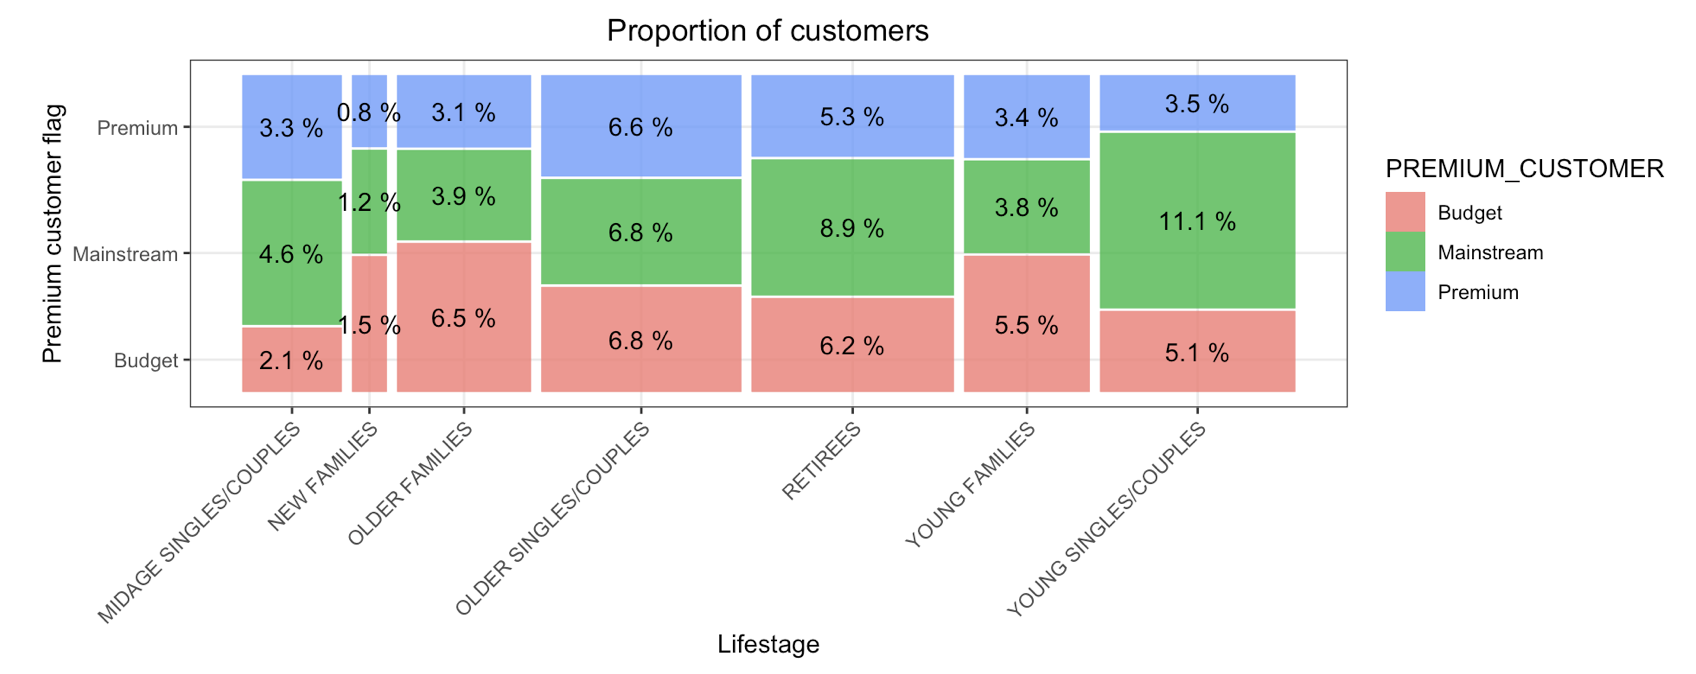 Proportion of customers
Premium customer flag
Premium
Mainstream
Budget
3.3 %
0.8 %
3.1 %
6.6 %
5.3 %
3.4 %
3.5 %
4.6 %
1.2 %
3.9 %
6.8 %
8.9 %
3.8 %
11.1 %
2.1 %
1.5 %
6.5 %
6.8 %
6.2 %
5.5 %
5.1 %
MIDAGE SINGLES/COUPLES
NEW FAMILIES
OLDER FAMILIES
OLDER SINGLES/COUPLES
RETIREES
YOUNG FAMILIES
YOUNG SINGLES/COUPLES
Lifestage
PREMIUM_CUSTOMER
Budget
Mainstream
Premium